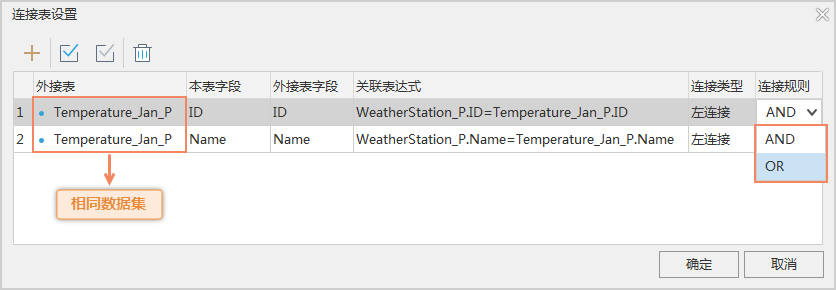 连接表设置
外接表 本表字段 外接表字段 关联表达式 连接类型 连接规则
1 Temperature_Jan_P ID ID WeatherStation_P.ID=Temperature_Jan_P.ID 左连接 AND
2 Temperature_Jan_P Name Name WeatherStation_P.Name=Temperature_Jan_P.Name 左连接 AND
OR
相同数据集
确定 取消